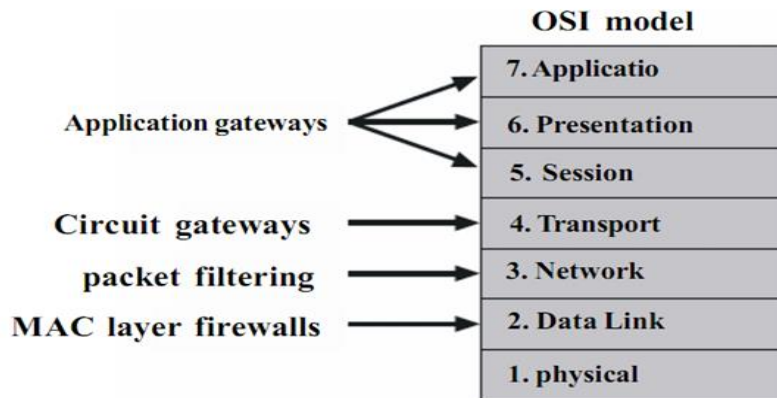 OSI model
7. Applicatio
Application gateways
6. Presentation
5. Session
Circuit gateways
4. Transport
packet filtering
3. Network
MAC layer firewalls
2. Data Link
1. physical